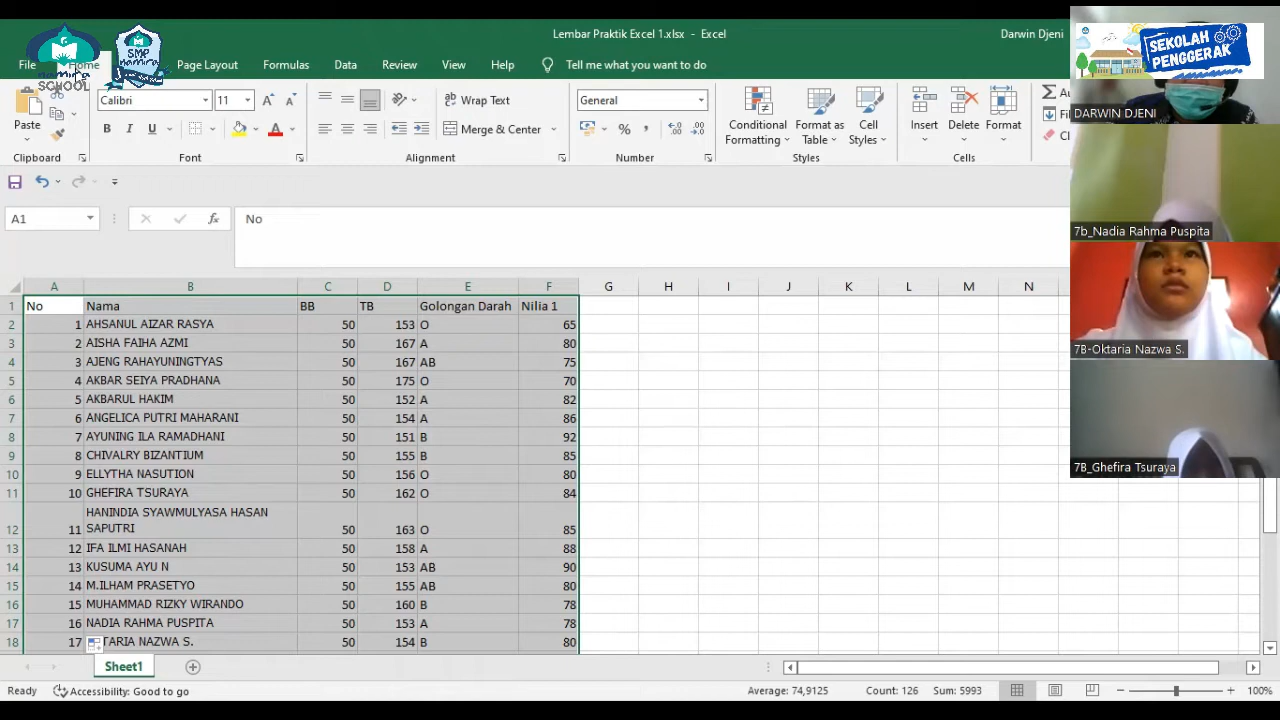 Lembar Praktik Excel 1.xlsx - Excel
Darwin Djeni
SMP
SCHOOL
SEKOLAH
PENGGERAK
File Home Page Layout Formulas Data Review View Help Tell me what you want to do
Calibri 11 Wrap Text General
Paste B I U A Merge & Center % Conditional Formatting Format as Table Cell Styles Insert Delete Format
Clipboard Font Alignment Number Styles Cells
DARWIN DJENI
A1 fx No
7b_Nadia Rahma Puspita
A B C D E F G H I J K L M N
1 No Nama BB TB Golongan Darah Nilia 1
2 1 AHSANUL AIZAR RASYA 50 153 O 65
3 2 AISHA FAIHA AZMI 50 167 A 80
4 3 AJENG RAHAYUNINGTYAS 50 167 AB 75
5 4 AKBAR SEIYA PRADHANA 50 175 O 70
6 5 AKBARUL HAKIM 50 152 A 82
7 6 ANGELICA PUTRI MAHARANI 50 154 A 86
8 7 AYUNING ILA RAMADHANI 50 151 B 92
9 8 CHIVALRY BIZANTIUM 50 155 B 85
10 9 ELLYTHA NASUTION 50 156 O 80
11 10 GHEFIRA TSURAYA 50 162 O 84
HANINDIA SYAWMULYASA HASAN
12 11 SAPUTRI 50 163 O 85
13 12 IFA ILMI HASANAH 50 158 A 88
14 13 KUSUMA AYU N 50 153 AB 90
15 14 M.ILHAM PRASETYO 50 155 AB 80
16 15 MUHAMMAD RIZKY WIRANDO 50 160 B 78
17 16 NADIA RAHMA PUSPITA 50 153 A 78
18 17 TARIA NAZWA S. 50 154 B 80
7B-Oktaria Nazwa S.
7B_Ghefira Tsuraya
Sheet1
Ready Accessibility: Good to go Average: 74,9125 Count: 126 Sum: 5993 100%